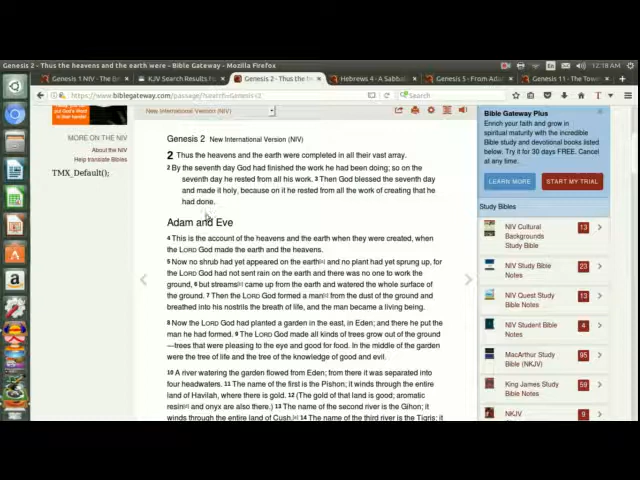 Genesis 2 - Thus the heavens and the earth were - Bible Gateway - Mozilla Firefox
En
12:18 AM
Genesis 1 NIV - The B
KJV Search Results
Genesis 2 - Thus the h
Hebrews 4 - A Sabbat
Genesis 5 - From Adam
Genesis 11 - The Towe
https://www.biblegateway.com/passage/
Search
New International Version (NIV)
MORE ON THE NIV
About the NIV
Help translate Bibles
TMX_Default();
Genesis 2 New International Version (NIV)
2 Thus the heavens and the earth were completed in all their vast array.
2 By the seventh day God had finished the work he had been doing; so on the
seventh day he rested from all his work. 3 Then God blessed the seventh day
and made it holy, because on it he rested from all the work of creating that he
had done.
Adam and Eve
4 This is the account of the heavens and the earth when they were created, when
the LORD God made the earth and the heavens.
5 Now no shrub had yet appeared on the earth[a] and no plant had yet sprung up, for
the LORD God had not sent rain on the earth and there was no one to work the
ground, 6 but streams[c] came up from the earth and watered the whole surface of
the ground. 7 Then the LORD God formed a man from the dust of the ground and
breathed into his nostrils the breath of life, and the man became a living being.
8 Now the LORD God had planted a garden in the east, in Eden; and there he put the
man he had formed. 9 The LORD God made all kinds of trees grow out of the ground
—trees that were pleasing to the eye and good for food. In the middle of the garden
were the tree of life and the tree of the knowledge of good and evil.
10 A river watering the garden flowed from Eden; from there it was separated into
four headwaters. 11 The name of the first is the Pishon; it winds through the entire
land of Havilah, where there is gold. 12 (The gold of that land is good; aromatic
resin and onyx are also there.) 13 The name of the second river is the Gihon; it
winds through the entire land of Cush. 14 The name of the third river is the Tigris; it
Bible Gateway Plus
Enrich your faith and grow in
spiritual maturity with the incredible
Bible study and devotional books listed
below. Try it for 30 days FREE. Cancel
at any time.
LEARN MORE
START MY TRIAL
Study Bibles
NIV Cultural
Backgrounds
Study Bible
13
NIV Study Bible
Notes
23
NIV Quest Study
Bible Notes
13
NIV Student Bible
Notes
4
MacArthur Study
Bible (NKJV)
95
King James Study
Bible Notes
59
NKJV
9